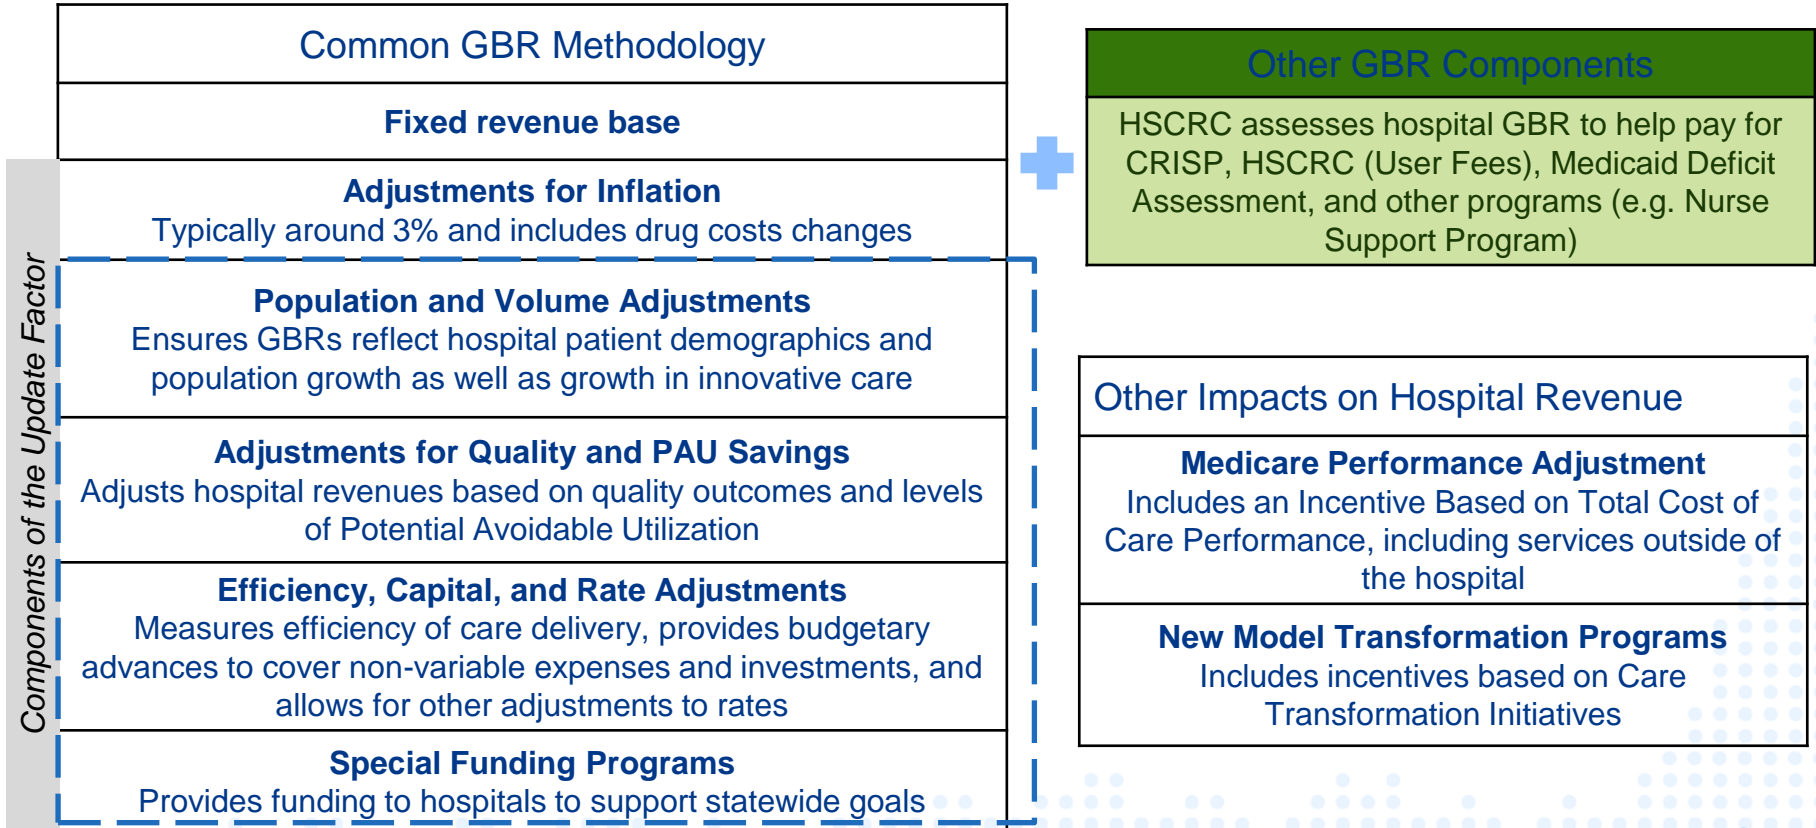 Common GBR Methodology
Fixed revenue base
Components of the Update Factor
Adjustments for Inflation
Typically around 3% and includes drug costs changes
Population and Volume Adjustments
Ensures GBRs reflect hospital patient demographics and
population growth as well as growth in innovative care
Adjustments for Quality and PAU Savings
Adjusts hospital revenues based on quality outcomes and levels
of Potential Avoidable Utilization
Efficiency, Capital, and Rate Adjustments
Measures efficiency of care delivery, provides budgetary
advances to cover non-variable expenses and investments, and
allows for other adjustments to rates
Special Funding Programs
Provides funding to hospitals to support statewide goals
Other GBR Components
HSCRC assesses hospital GBR to help pay for
CRISP, HSCRC (User Fees), Medicaid Deficit
Assessment, and other programs (e.g. Nurse
Support Program)
Other Impacts on Hospital Revenue
Medicare Performance Adjustment
Includes an Incentive Based on Total Cost of
Care Performance, including services outside of
the hospital
New Model Transformation Programs
Includes incentives based on Care
Transformation Initiatives